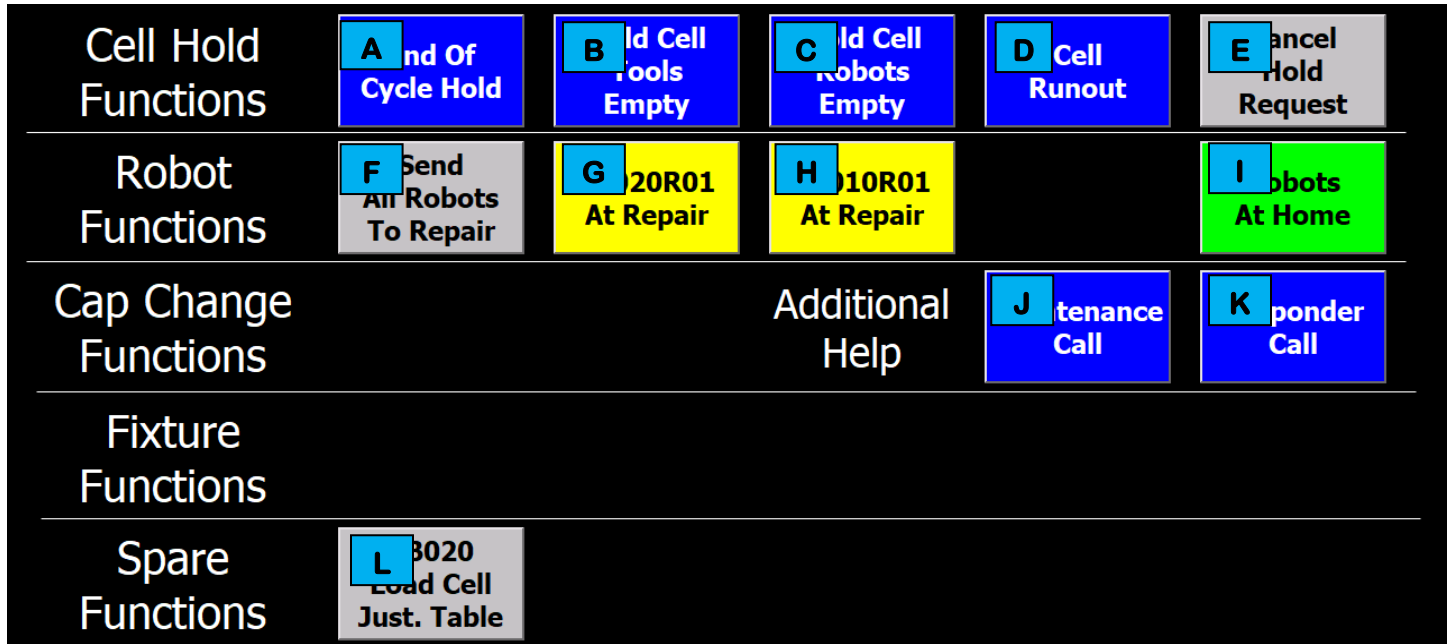 Cell Hold
Functions
A
nd Of
Cycle Hold
B
ld Cell
Tools
Empty
C
ld Cell
Robots
Empty
D
Cell
Runout
E
ancel
Hold
Request
Robot
Functions
F
Send
All Robots
To Repair
G
20R01
At Repair
H
10R01
At Repair
I
obots
At Home
Cap Change
Functions
Additional
Help
J
tenance
Call
K
ponder
Call
Fixture
Functions
Spare
Functions
L
3020
Load Cell
Just. Table